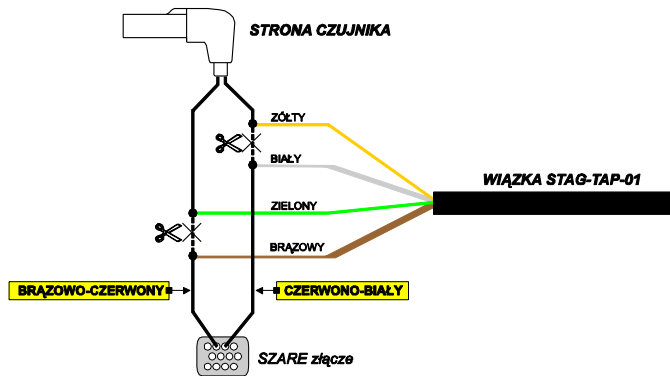 STRONA CZUJNIKA
ŻÓŁTY
BIAŁY
WIĄZKA STAG-TAP-01
ZIELONY
BRĄZOWY
BRĄZOWO-CZERWONY
CZERWONO-BIAŁY
SZARE złącze